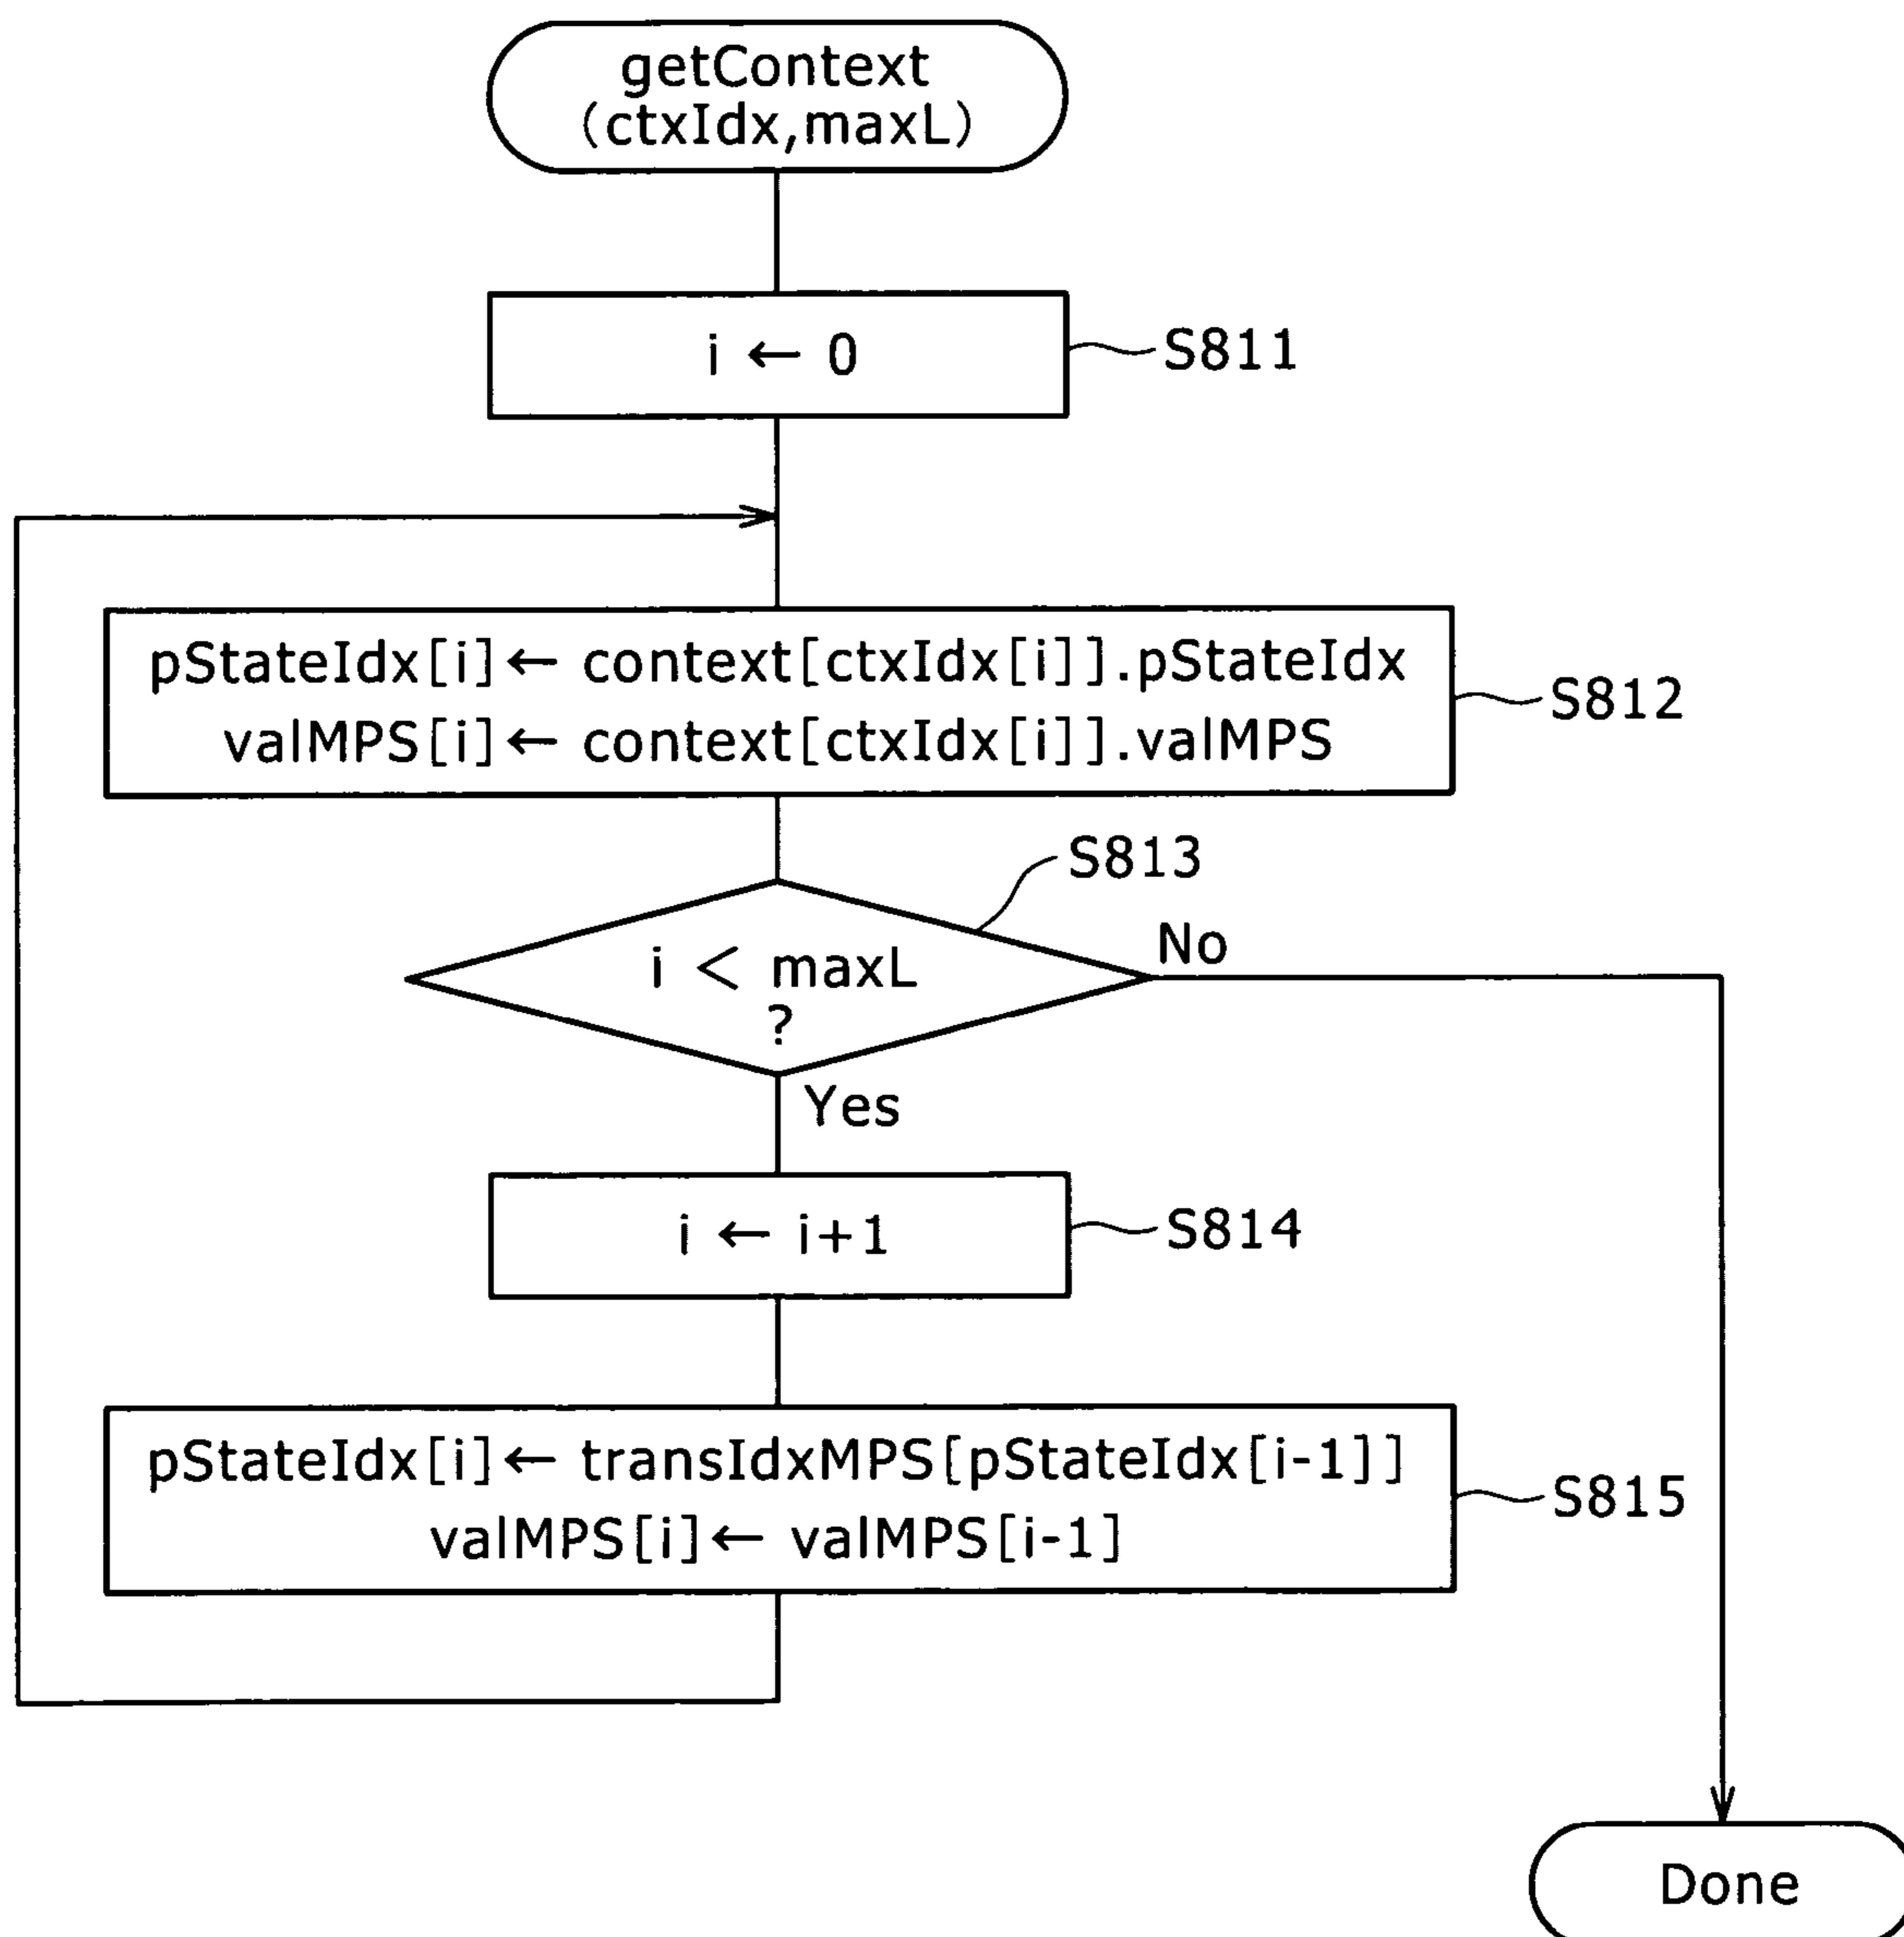 getContext
(ctxIdx,maxL)
i ← 0
S811
pStateIdx[i]← context[ctxIdx[i]].pStateIdx
valMPS[i]← context[ctxIdx[i]].valMPS
S812
S813
i < maxL
?
No
Yes
i ← i+1
S814
pStateIdx[i]← transIdxMPS[pStateIdx[i-1]]
valMPS[i]← valMPS[i-1]
S815
Done